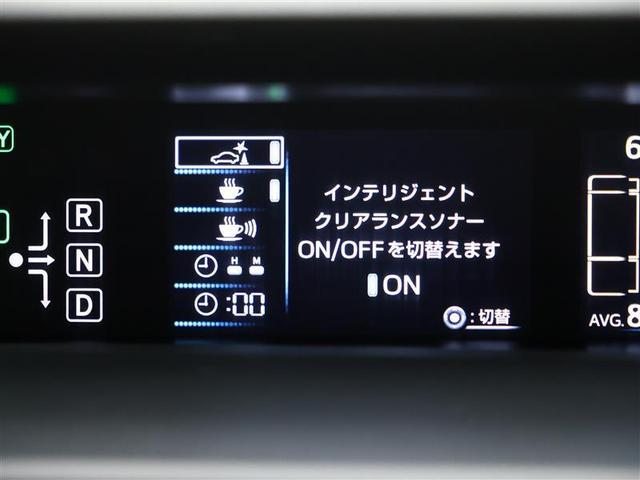 Y
R
N
D
H M
:00
インテリジェント
クリアランスソナー
ON/OFFを切替えます
ON
:切替
6
AVG.8